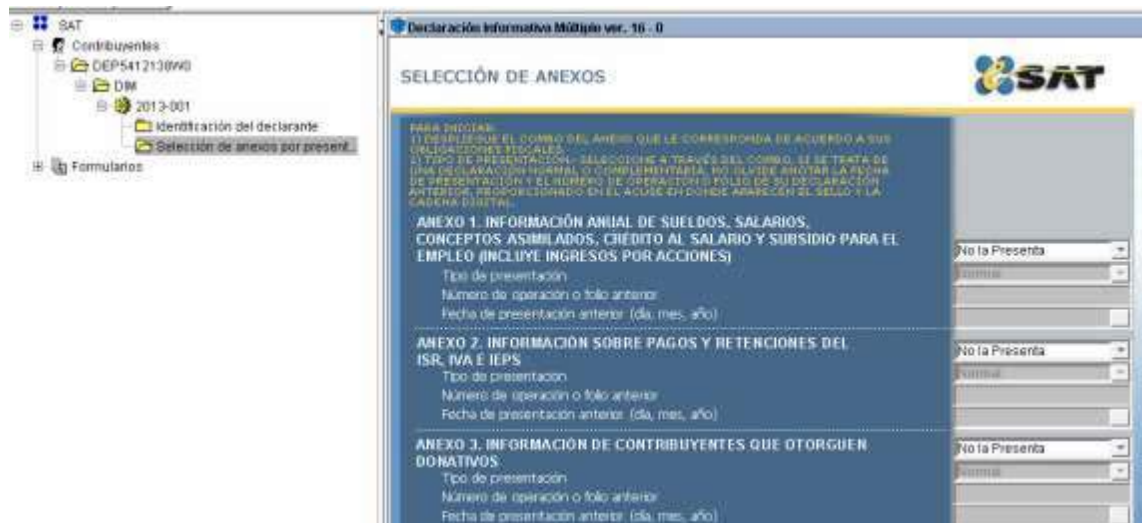 SAT
Contribuyentes
DEP5412138W0
DIM
2013-001
Identificación del declarante
Selección de anexos por present...
Formularios
Declaración Informativa Múltiple ver. 16 - 0
SELECCIÓN DE ANEXOS
SAT
PARA INICIAR:
1) DESPLIEGUE EL COMBO DEL ANEXO QUE LE CORRESPONDA DE ACUERDO A SUS
OBLIGACIONES FISCALES.
2) TIPO DE PRESENTACIÓN.- SELECCIONE A TRAVÉS DEL COMBO, SI SE TRATA DE
UNA DECLARACIÓN NORMAL O COMPLEMENTARIA, NO OLVIDE ANOTAR LA FECHA
DE PRESENTACIÓN Y EL NÚMERO DE OPERACIÓN O FOLIO DE SU DECLARACIÓN
ANTERIOR, PROPORCIONADO EN EL ACUSE EN DONDE APARECEN EL SELLO Y LA
CADENA DIGITAL.
ANEXO 1. INFORMACIÓN ANUAL DE SUELDOS, SALARIOS,
CONCEPTOS ASIMILADOS, CRÉDITO AL SALARIO Y SUBSIDIO PARA EL
EMPLEO (INCLUYE INGRESOS POR ACCIONES)
No la Presenta
Tipo de presentación
Normal
Número de operación o folio anterior
Fecha de presentación anterior (día, mes, año)
ANEXO 2. INFORMACIÓN SOBRE PAGOS Y RETENCIONES DEL
ISR, IVA E IEPS
No la Presenta
Tipo de presentación
Normal
Número de operación o folio anterior
Fecha de presentación anterior (día, mes, año)
ANEXO 3. INFORMACIÓN DE CONTRIBUYENTES QUE OTORGUEN
DONATIVOS
No la Presenta
Tipo de presentación
Normal
Número de operación o folio anterior
Fecha de presentación anterior (día, mes, año)